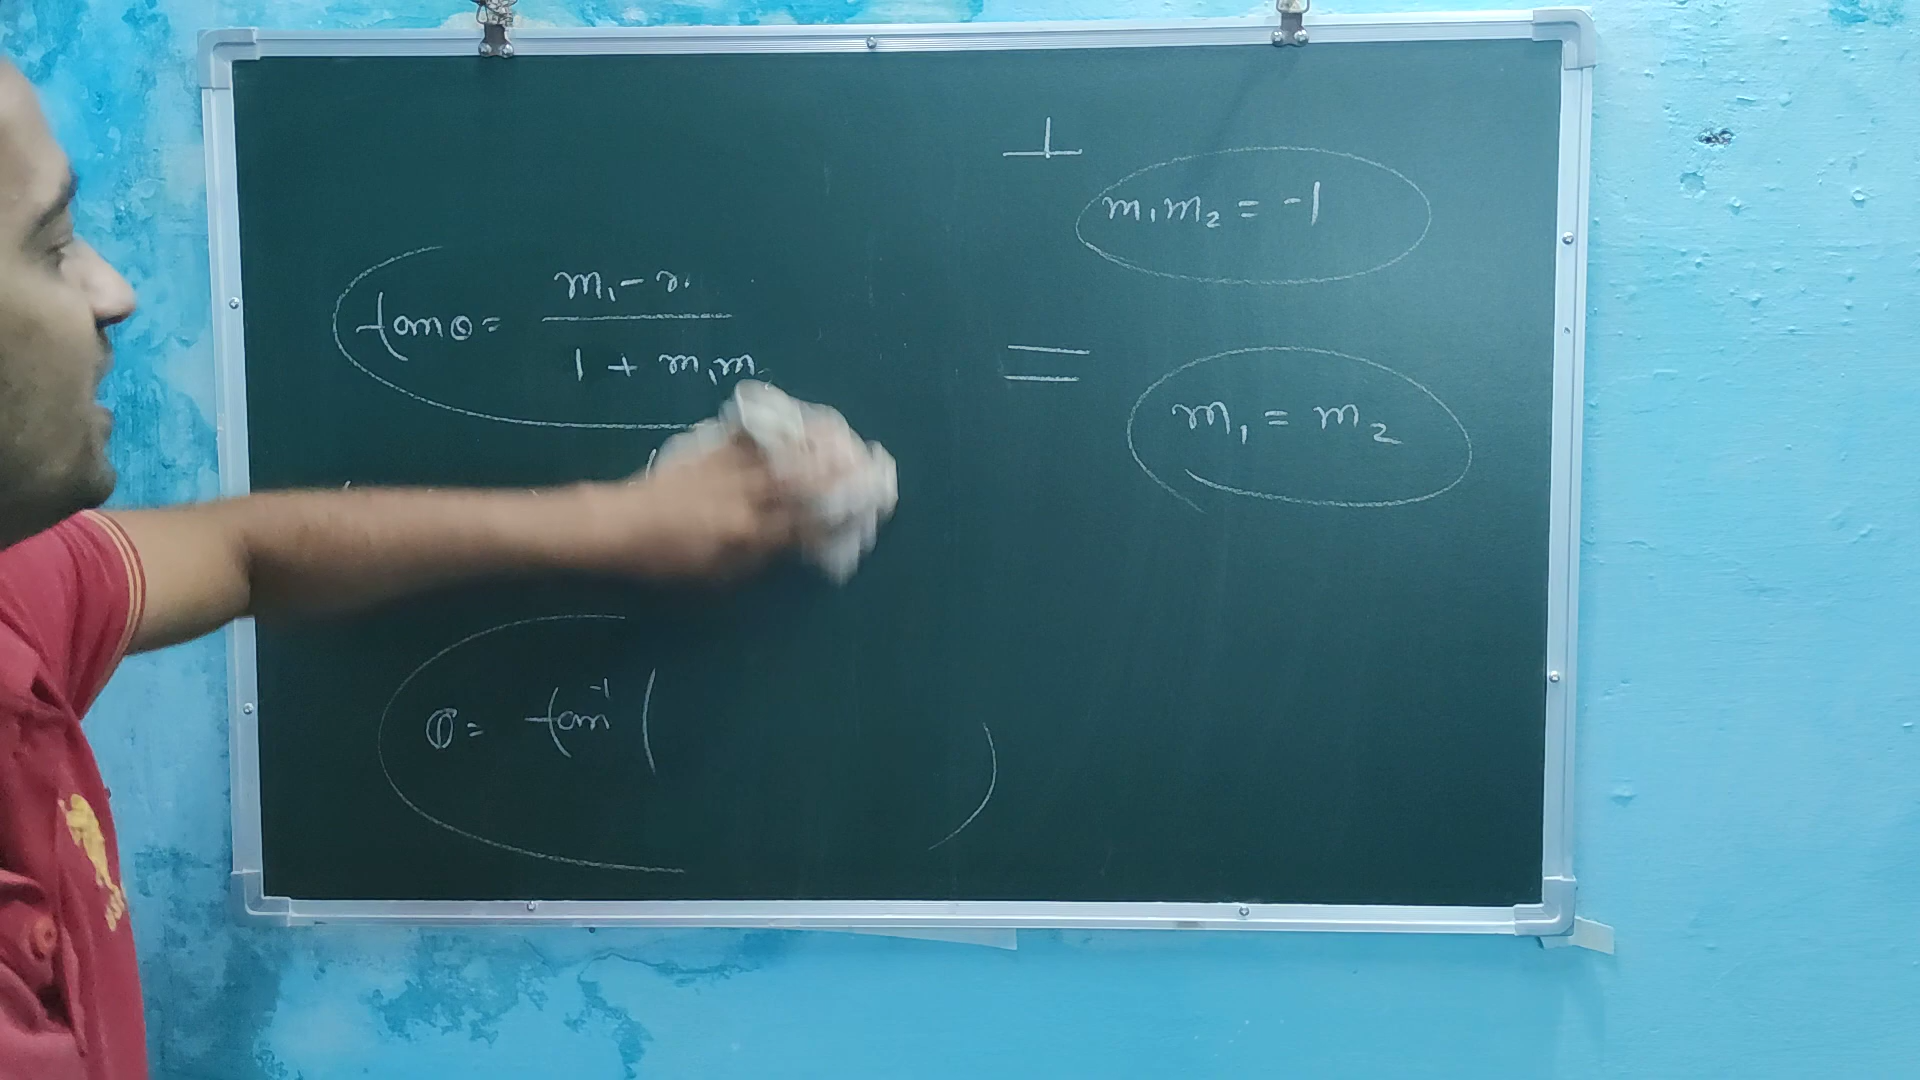 ⊥
m₁m₂ = -1
tanθ = m₁ -
1 + m₁m
=
m₁ = m₂
θ = tan⁻¹ ( )